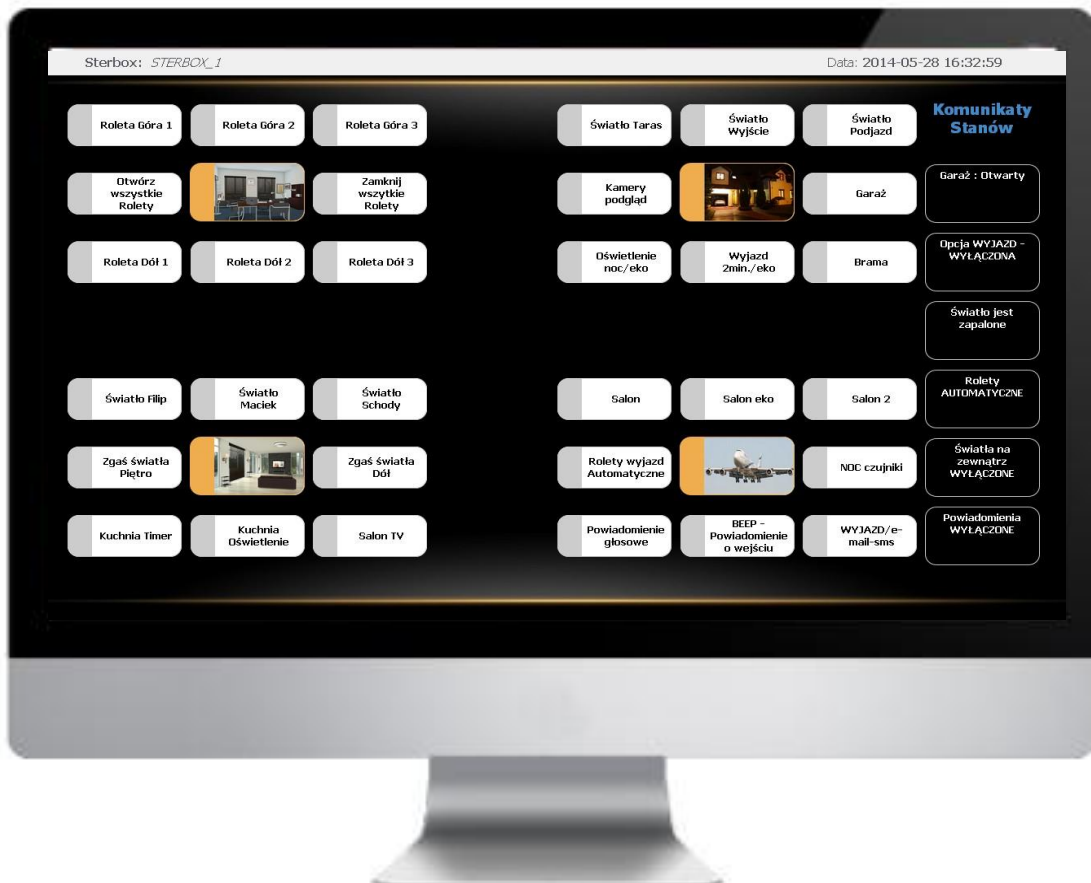 Sterbox: STERBOX_1
Data: 2014-05-28 16:32:59
Roleta Góra 1
Roleta Góra 2
Roleta Góra 3
Otwórz
wszystkie
Rolety
Zamknij
wszytkie
Rolety
Roleta Dół 1
Roleta Dół 2
Roleta Dół 3
Światło Taras
Światło
Wyjście
Światło
Podjazd
Kamery
podgląd
Garaż
Oświetlenie
noc/eko
Wyjazd
2min./eko
Brama
Światło Filip
Światło
Maciek
Światło
Schody
Zgaś światła
Piętro
Zgaś światła
Dół
Kuchnia Timer
Kuchnia
Oświetlenie
Salon TV
Salon
Salon eko
Salon 2
Rolety wyjazd
Automatyczne
NOC czujniki
Powiadomienie
głosowe
BEEP -
Powiadomienie
o wejściu
WYJAZD/e-
mail-sms
Komunikaty
Stanów
Garaż : Otwarty
Opcja WYJAZD -
WYŁĄCZONA
Światło jest
zapalone
Rolety
AUTOMATYCZNE
Światła na
zewnątrz
WYŁĄCZONE
Powiadomienia
WYŁĄCZONE